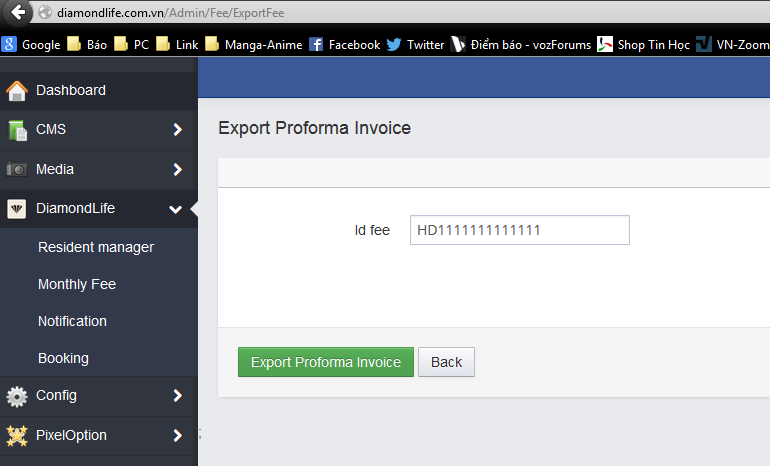 diamondlife.com.vn/Admin/Fee/ExportFee
Google Báo PC Link Manga-Anime Facebook Twitter Điểm báo - vozForums Shop Tin Học VN-Zoom
Dashboard
Export Proforma Invoice
CMS
Media
DiamondLife
Id fee HD1111111111111
Resident manager
Monthly Fee
Notification
Booking
Export Proforma Invoice Back
Config
PixelOption
;